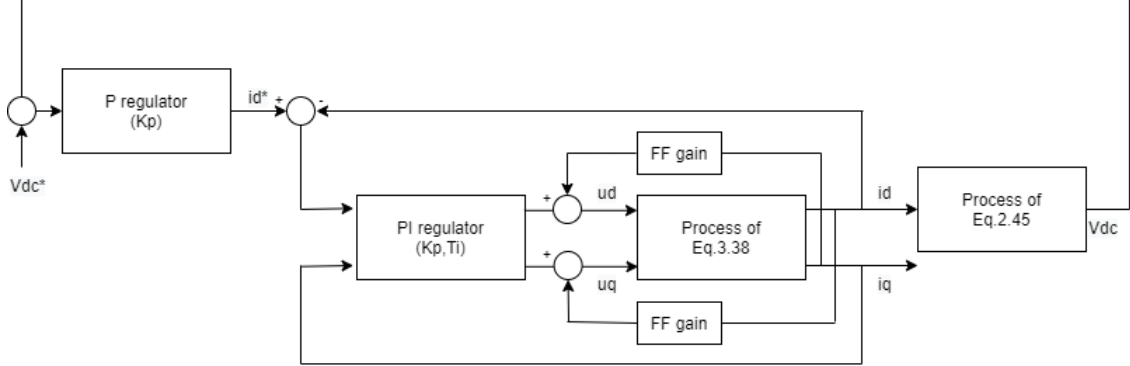 P regulator
(Kp)
id*
+
-
Vdc*
FF gain
PI regulator
(Kp,Ti)
+
ud
Process of
Eq.3.38
id
Process of
Eq.2.45
Vdc
+
uq
iq
FF gain